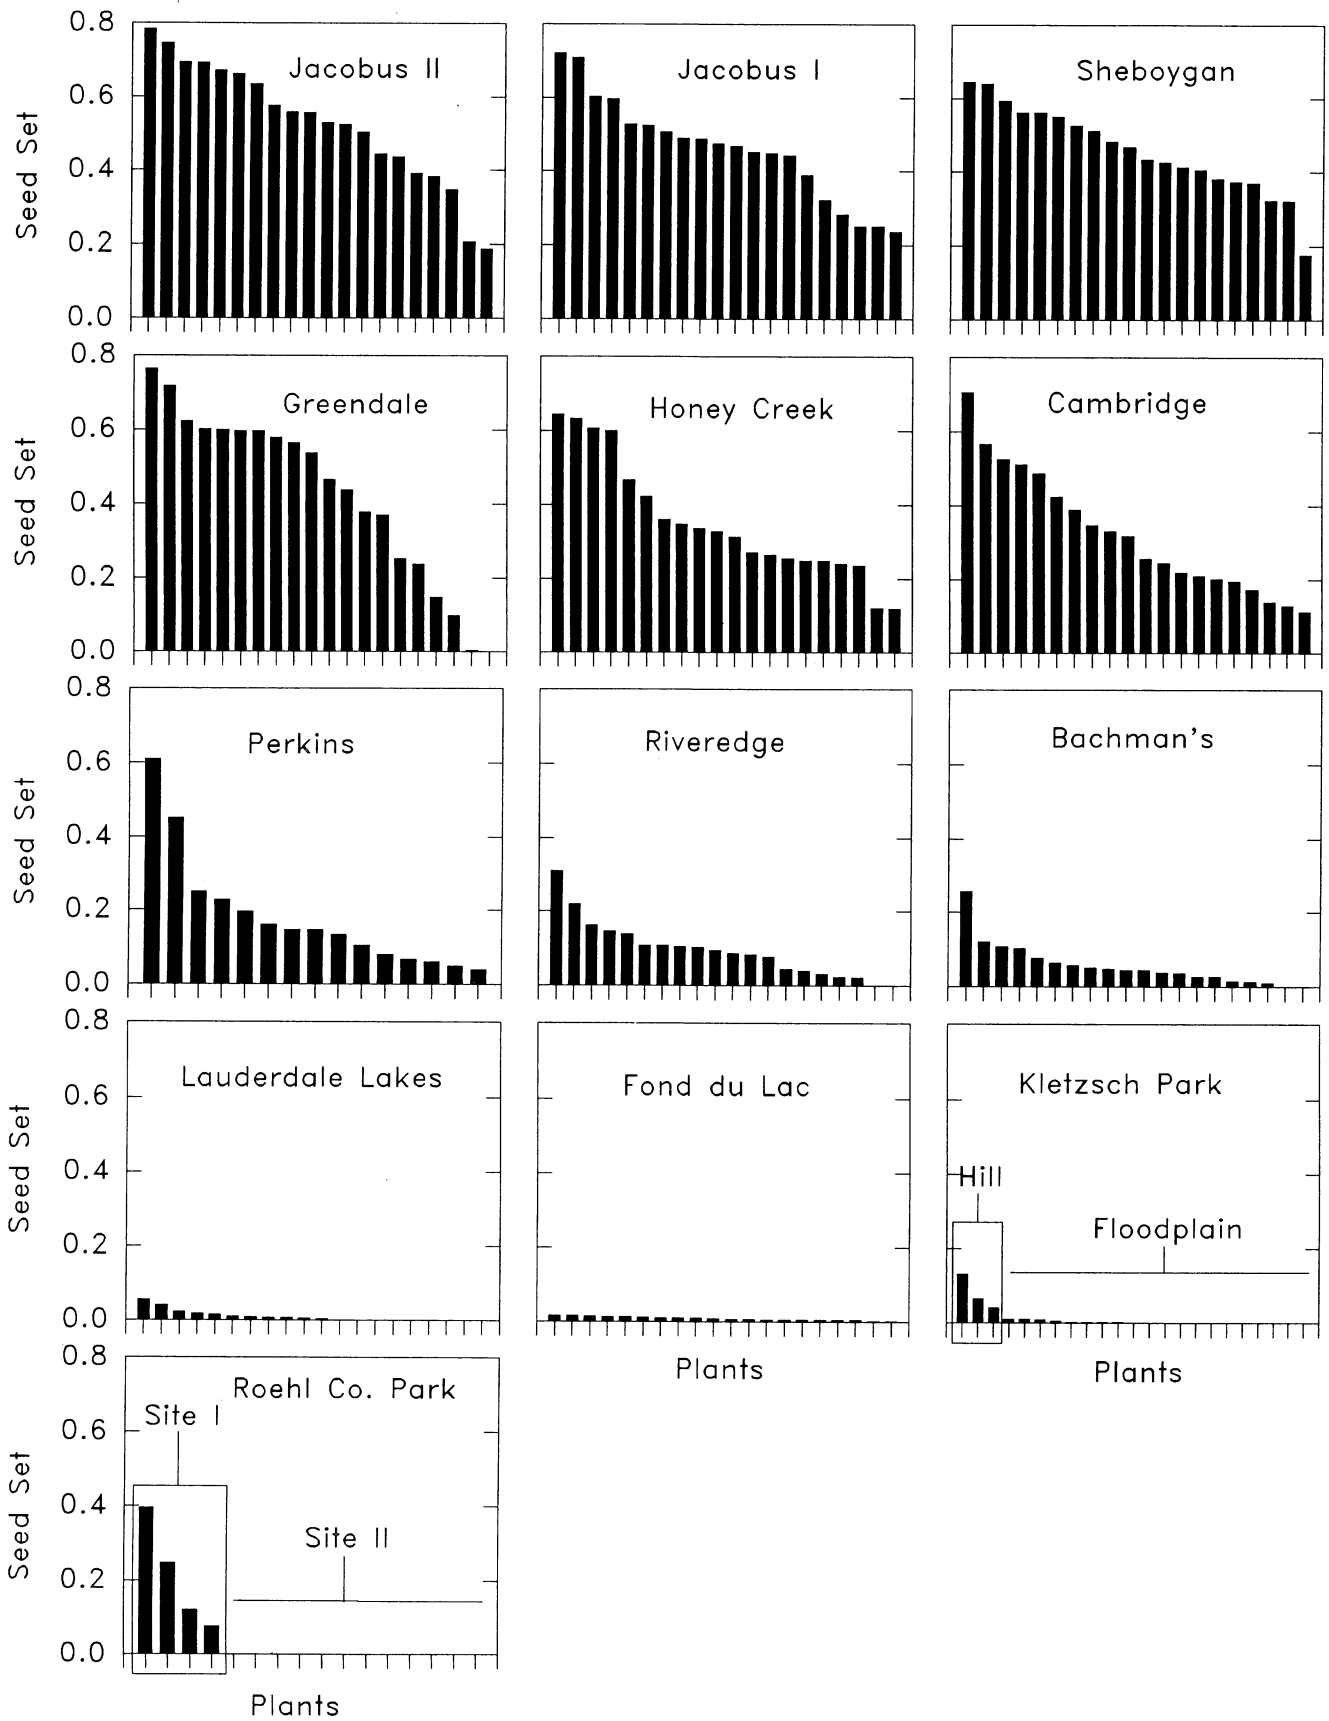 Seed Set
0.8
0.6
0.4
0.2
0.0
Jacobus II
Jacobus I
Sheboygan
Seed Set
0.8
0.6
0.4
0.2
0.0
Greendale
Honey Creek
Cambridge
Seed Set
0.8
0.6
0.4
0.2
0.0
Perkins
Riveredge
Bachman's
Seed Set
0.8
0.6
0.4
0.2
0.0
Lauderdale Lakes
Fond du Lac
Kletzsch Park
Hill
Floodplain
Plants
Plants
Seed Set
0.8
0.6
0.4
0.2
0.0
Roehl Co. Park
Site I
Site II
Plants